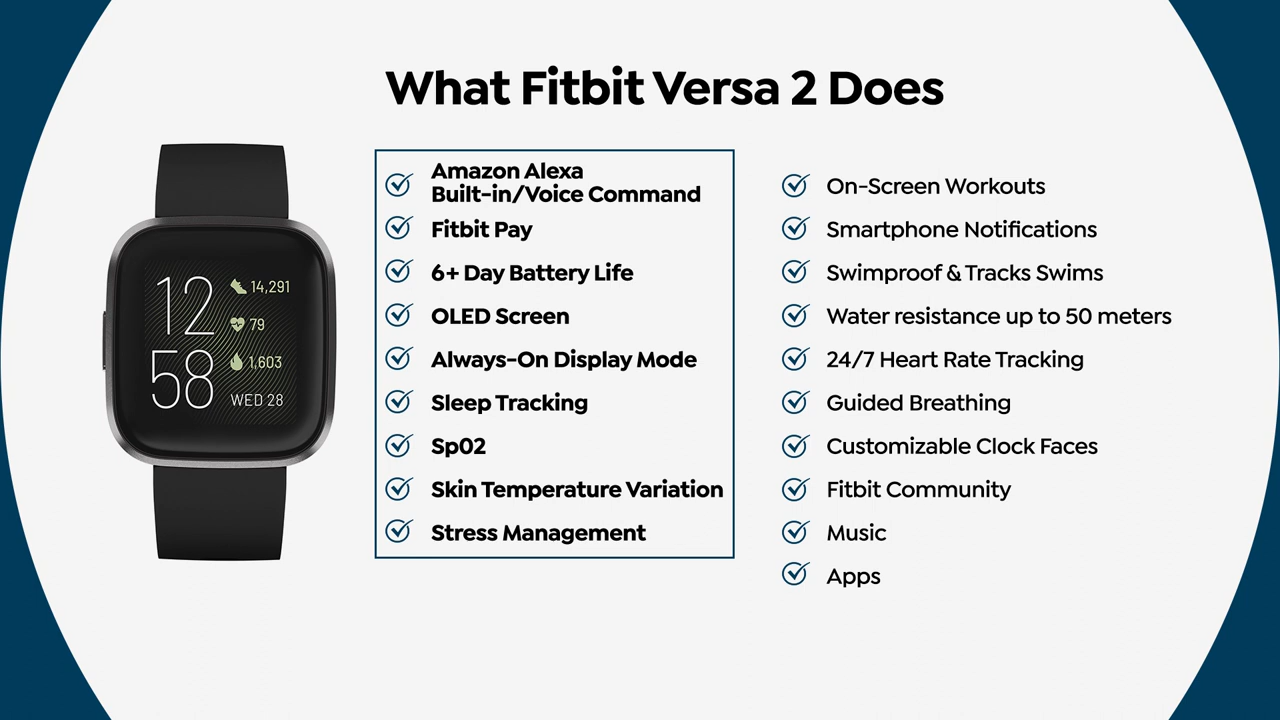 What Fitbit Versa 2 Does
12
58
14,291
79
1,603
WED 28
Amazon Alexa
Built-in/Voice Command
Fitbit Pay
6+ Day Battery Life
OLED Screen
Always-On Display Mode
Sleep Tracking
Sp02
Skin Temperature Variation
Stress Management
On-Screen Workouts
Smartphone Notifications
Swimproof & Tracks Swims
Water resistance up to 50 meters
24/7 Heart Rate Tracking
Guided Breathing
Customizable Clock Faces
Fitbit Community
Music
Apps